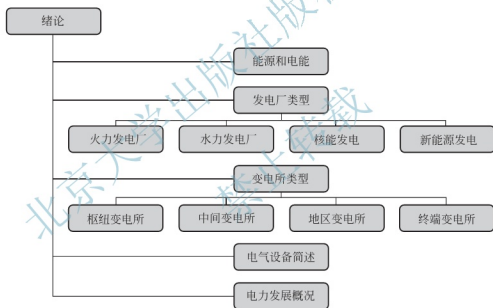 绪论
能源和电能
发电厂类型
火力发电厂 水力发电厂 核能发电 新能源发电
变电所类型
枢纽变电所 中间变电所 地区变电所 终端变电所
电气设备简述
电力发展概况
北京大学出版社版权
禁止转载